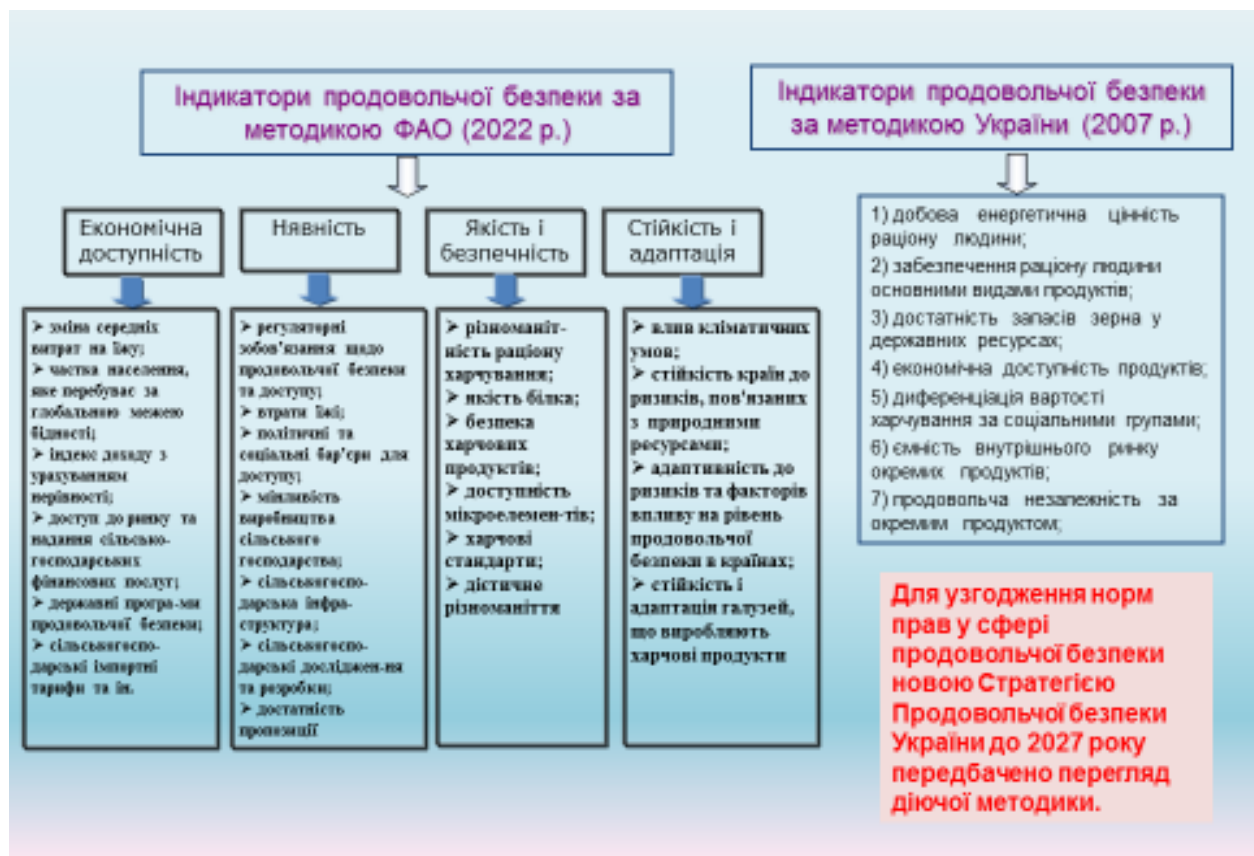 Індикатори продовольчої безпеки за
методикою ФАО (2022 р.)
Економічна
доступність
➢ зміна середніх
витрат на їжу;
➢ частка населення,
яке перебуває за
глобальною межею
бідності;
➢ індекс доходу з
урахуванням
нерівності;
➢ доступ до ринку та
надання сільсько-
господарських
фінансових послуг;
➢ державні програ-ми
продовольчої безпеки;
➢ сільськогоспо-
дарські імпортні
тарифи та ін.
Нявність
➢ регуляторні
зобов’язання щодо
продовольчої безпеки
та доступу;
➢ втрати їжі;
➢ політичні та
соціальні бар’єри для
доступу;
➢ мінливість
виробництва
сільського
господарства;
➢ сільськогоспо-
дарська інфра-
структура;
➢ сільськогоспо-
дарські дослiджен-ня
та розробки;
➢ достатність
пропозиції
Якість і
безпечність
➢ різноманіт-
ність раціону
харчування;
➢ якість білка;
➢ безпека
харчових
продуктів;
➢ доступність
мікроелемен-тів;
➢ харчові
стандарти;
➢ дієтичне
різноманіття
Стійкість і
адаптація
➢ влив кліматичних
умов;
➢ стійкість країн до
ризиків, пов'язаних
з природними
ресурсами;
➢ адаптивність до
ризиків та факторів
впливу на рівень
продовольчої
безпеки в країнах;
➢ стійкість і
адаптація галузей,
що виробляють
харчові продукти
Індикатори продовольчої безпеки
за методикою України (2007 р.)
1) добова енергетична цінність
раціону людини;
2) забезпечення раціону людини
основними видами продуктів;
3) достатність запасів зерна у
державних ресурсах;
4) економічна доступність продуктів;
5) диференціація вартості
харчування за соціальними групами;
6) ємність внутрішнього ринку
окремих продуктів;
7) продовольча незалежність за
окремим продуктом;
Для узгодження норм
прав у сфері
продовольчої безпеки
новою Стратегією
Продовольчої безпеки
України до 2027 року
передбачено перегляд
діючої методики.